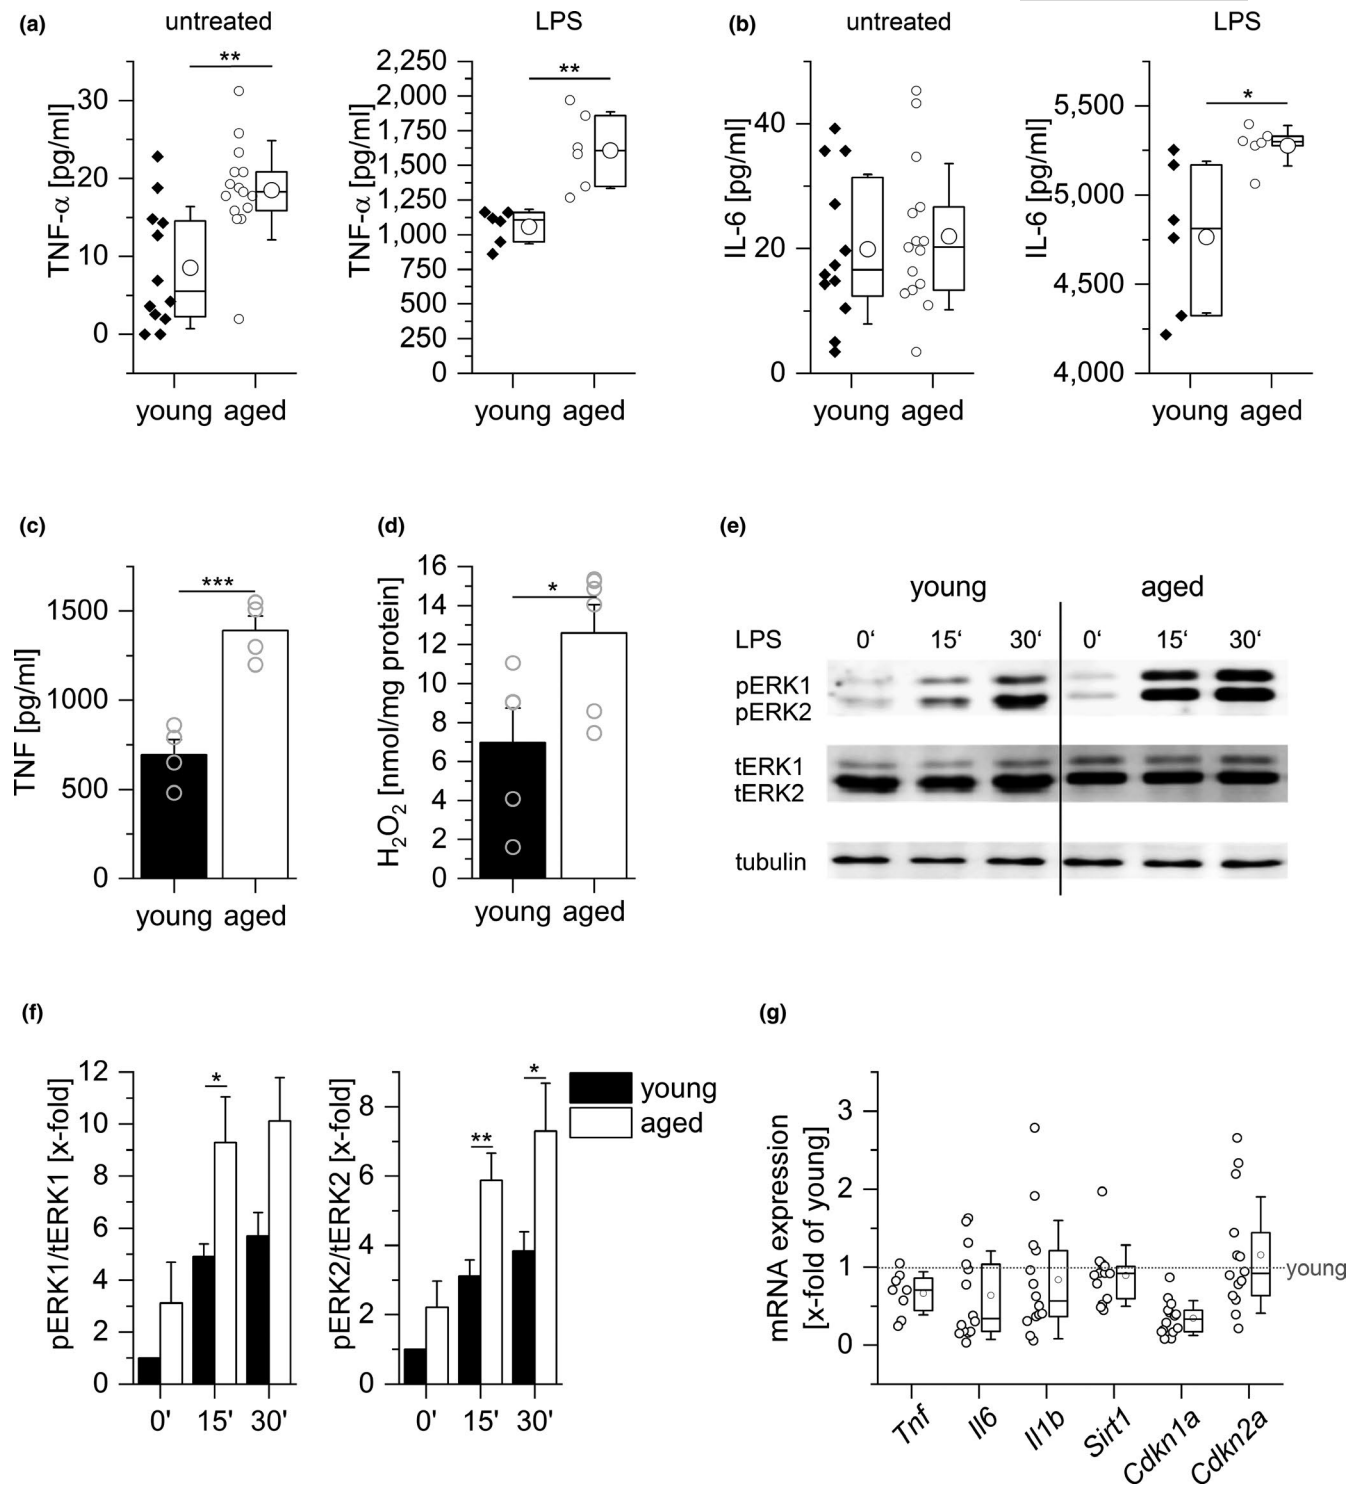 (a)
untreated
LPS
**
**
TNF-α [pg/ml]
30
20
10
0
young aged
TNF-α [pg/ml]
2,250
2,000
1,750
1,500
1,250
1,000
750
500
250
0
young aged
(b)
untreated
LPS
*
IL-6 [pg/ml]
40
20
0
young aged
IL-6 [pg/ml]
5,500
5,000
4,500
4,000
young aged
(c)
***
TNF [pg/ml]
1500
1000
500
0
young aged
(d)
*
H2O2 [nmol/mg protein]
16
14
12
10
8
6
4
2
0
young aged
(e)
young aged
LPS 0‘ 15‘ 30‘ 0‘ 15‘ 30‘
pERK1
pERK2
tERK1
tERK2
tubulin
(f)
pERK1/tERK1 [x-fold]
12
10
8
6
4
2
0
*
0' 15' 30'
pERK2/tERK2 [x-fold]
8
6
4
2
0
**
*
0' 15' 30'
young
aged
(g)
mRNA expression
[x-fold of young]
3
2
1
0
young
Tnf
Il6
Il1b
Sirt1
Cdkn1a
Cdkn2a